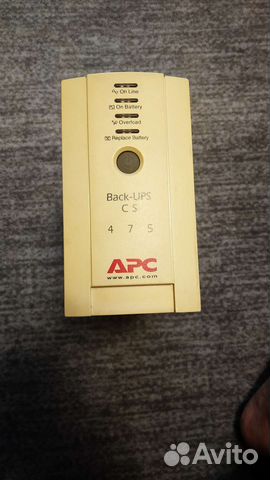 On Line
On Battery
Overload
Replace Battery
Back-UPS
CS
475
APC
www.apc.com
Avito